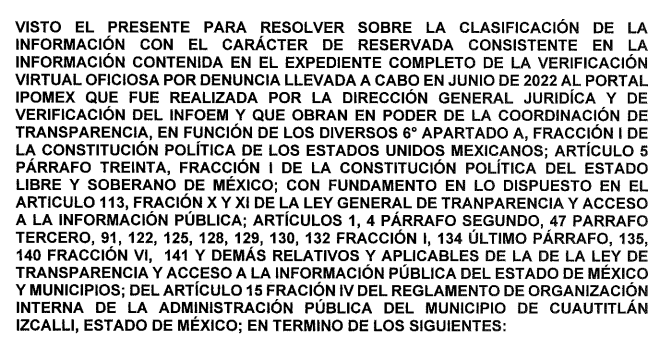 VISTO EL PRESENTE PARA RESOLVER SOBRE LA CLASIFICACIÓN DE LA
INFORMACIÓN CON EL CARÁCTER DE RESERVADA CONSISTENTE EN LA
INFORMACIÓN CONTENIDA EN EL EXPEDIENTE COMPLETO DE LA VERIFICACIÓN
VIRTUAL OFICIOSA POR DENUNCIA LLEVADA A CABO EN JUNIO DE 2022 AL PORTAL
IPOMEX QUE FUE REALIZADA POR LA DIRECCIÓN GENERAL JURIDÍCA Y DE
VERIFICACIÓN DEL INFOEM Y QUE OBRAN EN PODER DE LA COORDINACIÓN DE
TRANSPARENCIA, EN FUNCIÓN DE LOS DIVERSOS 6° APARTADO A, FRACCIÓN I DE
LA CONSTITUCIÓN POLÍTICA DE LOS ESTADOS UNIDOS MEXICANOS; ARTÍCULO 5
PÁRRAFO TREINTA, FRACCIÓN I DE LA CONSTITUCIÓN POLÍTICA DEL ESTADO
LIBRE Y SOBERANO DE MÉXICO; CON FUNDAMENTO EN LO DISPUESTO EN EL
ARTICULO 113, FRACIÓN X Y XI DE LA LEY GENERAL DE TRANPARENCIA Y ACCESO
A LA INFORMACIÓN PÚBLICA; ARTÍCULOS 1, 4 PÁRRAFO SEGUNDO, 47 PARRAFO
TERCERO, 91, 122, 125, 128, 129, 130, 132 FRACCIÓN I, 134 ÚLTIMO PÁRRAFO, 135,
140 FRACCIÓN VI, 141 Y DEMÁS RELATIVOS Y APLICABLES DE LA DE LA LEY DE
TRANSPARENCIA Y ACCESO A LA INFORMACIÓN PÚBLICA DEL ESTADO DE MÉXICO
Y MUNICIPIOS; DEL ARTÍCULO 15 FRACIÓN IV DEL REGLAMENTO DE ORGANIZACIÓN
INTERNA DE LA ADMINISTRACIÓN PÚBLICA DEL MUNICIPIO DE CUAUTITLÁN
IZCALLI, ESTADO DE MÉXICO; EN TERMINO DE LOS SIGUIENTES: